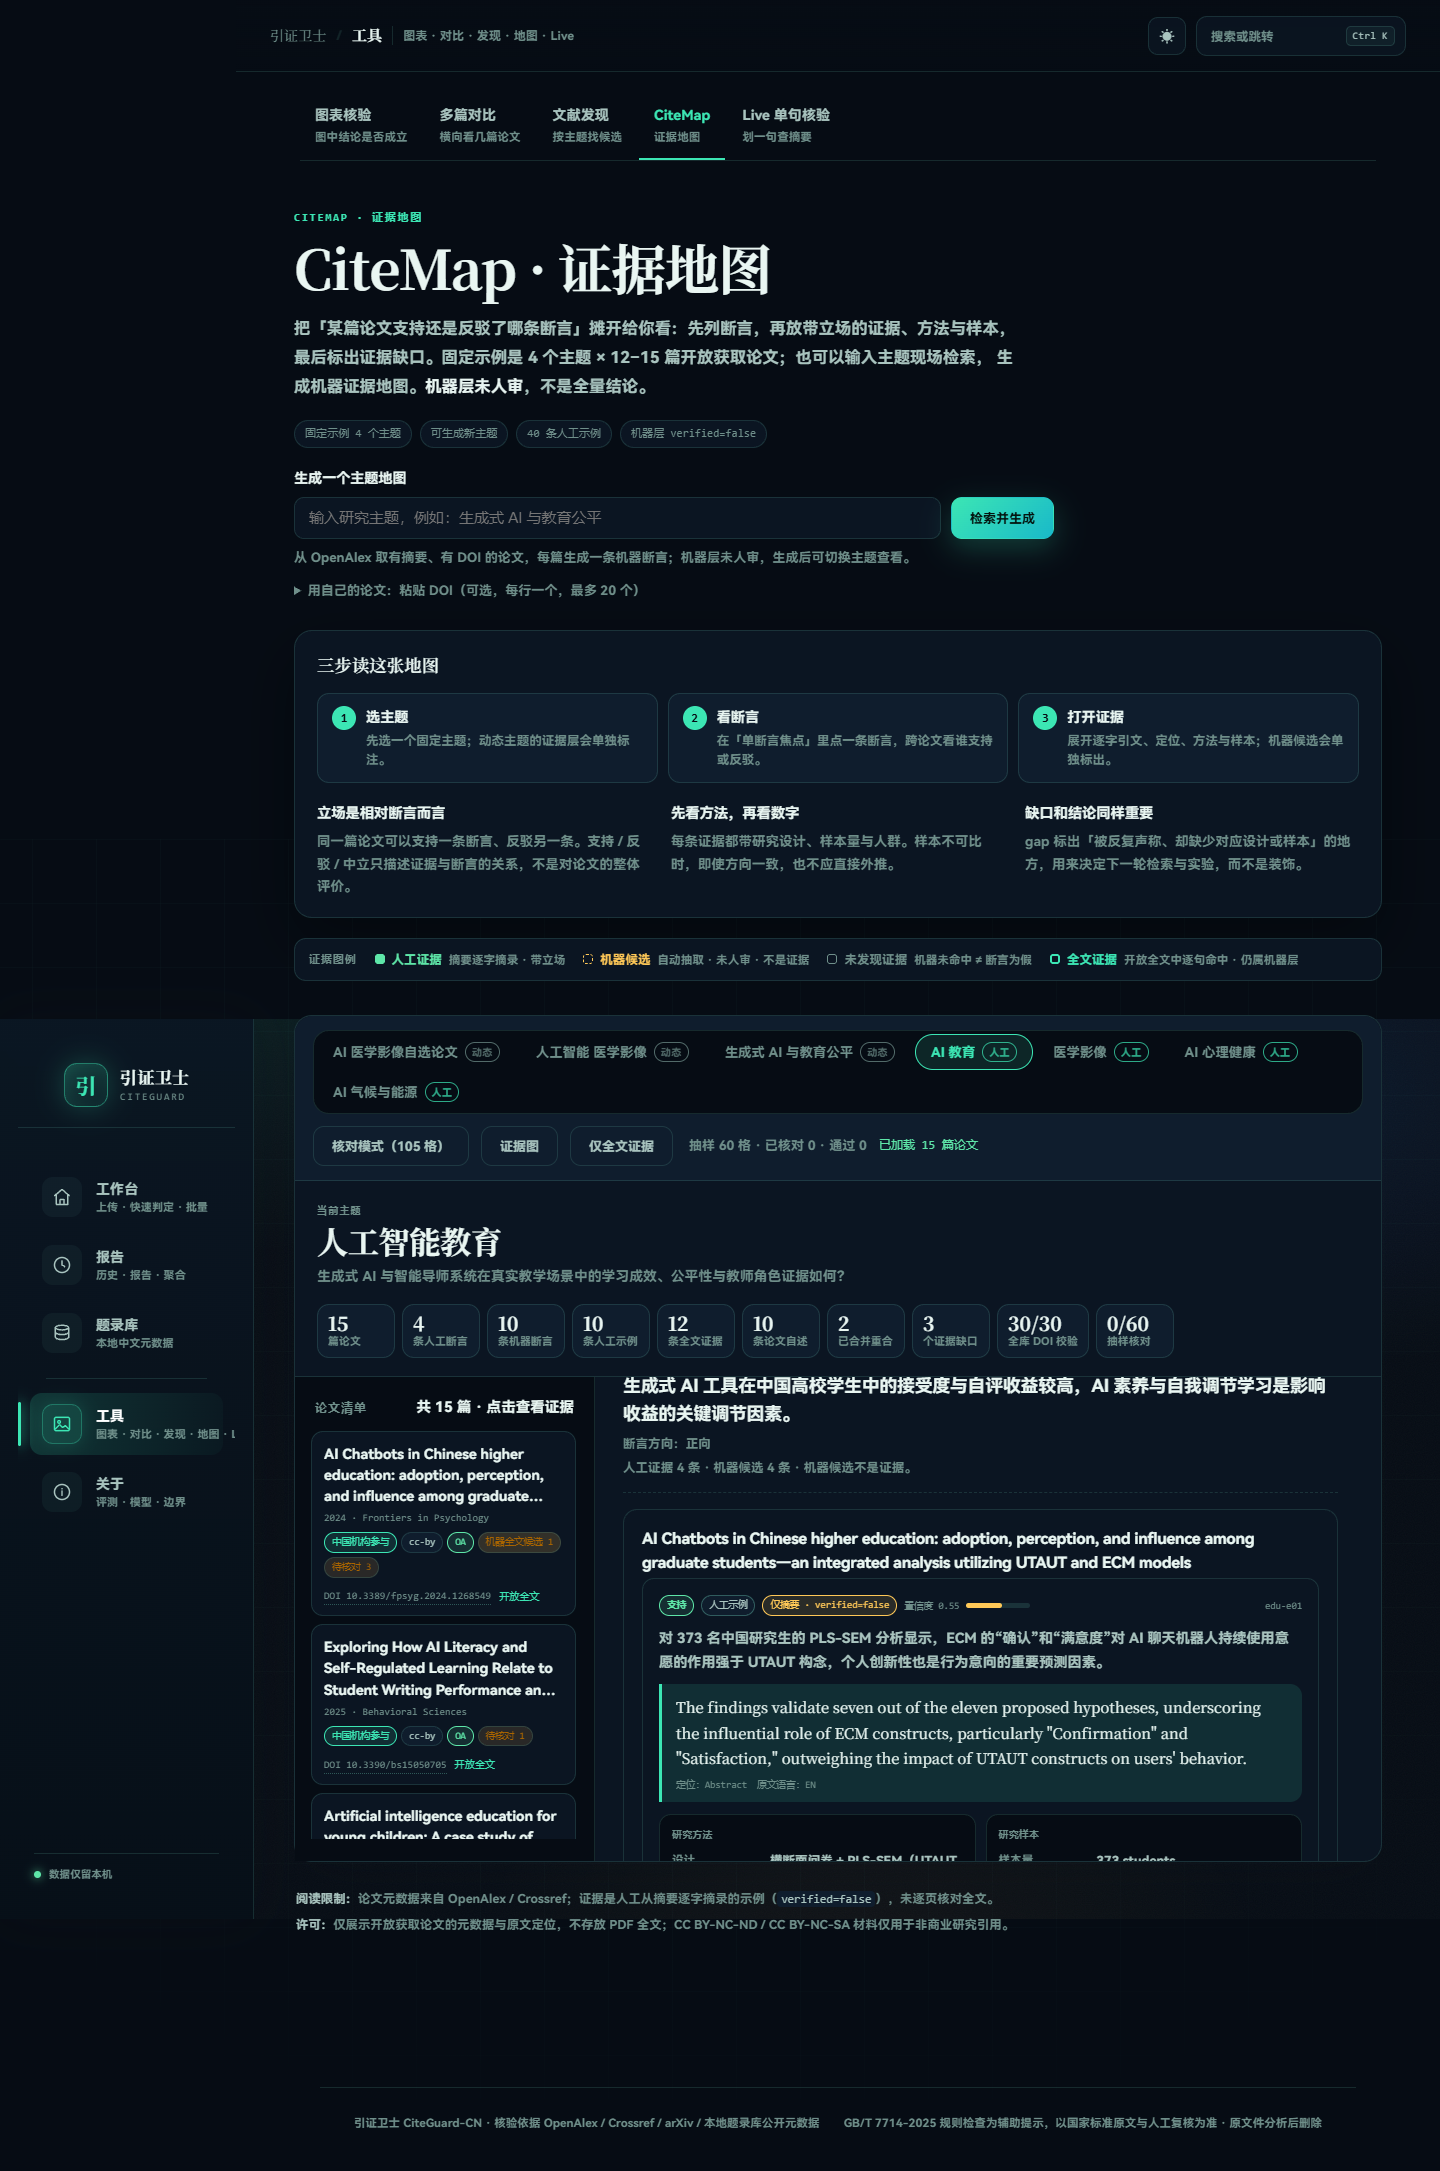 引证卫士 / 工具 图表 · 对比 · 发现 · 地图 · Live
搜索或跳转 Ctrl K
图表核验 多篇对比 文献发现 CiteMap Live 单句核验
图中结论是否成立 横向看几篇论文 按主题找候选 证据地图 划一句查摘要
CITEMAP · 证据地图
CiteMap · 证据地图
把「某篇论文支持还是反驳了哪条断言」摊开给你看：先列断言，再放带立场的证据、方法与样本，
最后标出证据缺口。固定示例是 4 个主题 × 12–15 篇开放获取论文；也可以输入主题现场检索， 生
成机器证据地图。机器层未人审，不是全量结论。
固定示例 4 个主题 可生成新主题 40 条人工示例 机器层 verified=false
生成一个主题地图
输入研究主题，例如：生成式 AI 与教育公平
检索并生成
从 OpenAlex 取有摘要、有 DOI 的论文，每篇生成一条机器断言；机器层未人审，生成后可切换主题查看。
▶ 用自己的论文：粘贴 DOI（可选，每行一个，最多 20 个）
三步读这张地图
1 选主题
先选一个固定主题；动态主题的证据层会单独标
注。
2 看断言
在「单断言焦点」里点一条断言，跨论文看谁支持
或反驳。
3 打开证据
展开逐字引文、定位、方法与样本；机器候选会单
独标出。
立场是相对断言而言
同一篇论文可以支持一条断言、反驳另一条。支持 / 反
驳 / 中立只描述证据与断言的关系，不是对论文的整体
评价。
先看方法，再看数字
每条证据都带研究设计、样本量与人群。样本不可比
时，即使方向一致，也不应直接外推。
缺口和结论同样重要
gap 标出「被反复声称、却缺少对应设计或样本」的地
方，用来决定下一轮检索与实验，而不是装饰。
证据图例 人工证据 摘要逐字摘录 · 带立场 机器候选 自动抽取 · 未人审 · 不是证据 未发现证据 机器未命中 ≠ 断言为假 全文证据 开放全文中逐句命中 · 仍属机器层
引证卫士
CITEGUARD
工作台
上传 · 快速判定 · 批量
报告
历史 · 报告 · 聚合
题录库
本地中文元数据
工具
图表 · 对比 · 发现 · 地图 · L
关于
评测 · 模型 · 边界
数据仅留本机
AI 医学影像自选论文 动态 人工智能 医学影像 动态 生成式 AI 与教育公平 动态 AI 教育 人工 医学影像 人工 AI 心理健康 人工
AI 气候与能源 人工
核对模式（105 格） 证据图 仅全文证据 抽样 60 格 · 已核对 0 · 通过 0 已加载 15 篇论文
当前主题
人工智能教育
生成式 AI 与智能导师系统在真实教学场景中的学习成效、公平性与教师角色证据如何？
15 4 10 10 12 10 2 3 30/30 0/60
篇论文 条人工断言 条机器断言 条人工示例 条全文证据 条论文自述 已合并重合 个证据缺口 全库 DOI 校验 抽样核对
论文清单 共 15 篇 · 点击查看证据
AI Chatbots in Chinese higher
education: adoption, perception,
and influence among graduate…
2024 · Frontiers in Psychology
中国机构参与 cc-by OA 机器全文候选 1
待核对 3
DOI 10.3389/fpsyg.2024.1268549 开放全文
Exploring How AI Literacy and
Self-Regulated Learning Relate to
Student Writing Performance an…
2025 · Behavioral Sciences
中国机构参与 cc-by OA 待核对 1
DOI 10.3390/bs15050705 开放全文
Artificial intelligence education for
young children: A case study of
生成式 AI 工具在中国高校学生中的接受度与自评收益较高，AI 素养与自我调节学习是影响
收益的关键调节因素。
断言方向：正向
人工证据 4 条 · 机器候选 4 条 · 机器候选不是证据。
AI Chatbots in Chinese higher education: adoption, perception, and influence among
graduate students—an integrated analysis utilizing UTAUT and ECM models
支持 人工示例 仅摘要 · verified=false 置信度 0.55 edu-e01
对 373 名中国研究生的 PLS-SEM 分析显示，ECM 的“确认”和“满意度”对 AI 聊天机器人持续使用意
愿的作用强于 UTAUT 构念，个人创新性也是行为意向的重要预测因素。
The findings validate seven out of the eleven proposed hypotheses, underscoring
the influential role of ECM constructs, particularly "Confirmation" and
"Satisfaction," outweighing the impact of UTAUT constructs on users' behavior.
定位：Abstract 原文语言：EN
研究方法
设计 横断面问卷 + PLS-SEM（UTAUT
研究样本
样本量 373 students
阅读限制：论文元数据来自 OpenAlex / Crossref；证据是人工从摘要逐字摘录的示例（verified=false），未逐页核对全文。
许可：仅展示开放获取论文的元数据与原文定位，不存放 PDF 全文；CC BY-NC-ND / CC BY-NC-SA 材料仅用于非商业研究引用。
引证卫士 CiteGuard-CN · 核验依据 OpenAlex / Crossref / arXiv / 本地题录库公开元数据 GB/T 7714-2025 规则检查为辅助提示，以国家标准原文与人工复核为准 · 原文件分析后删除